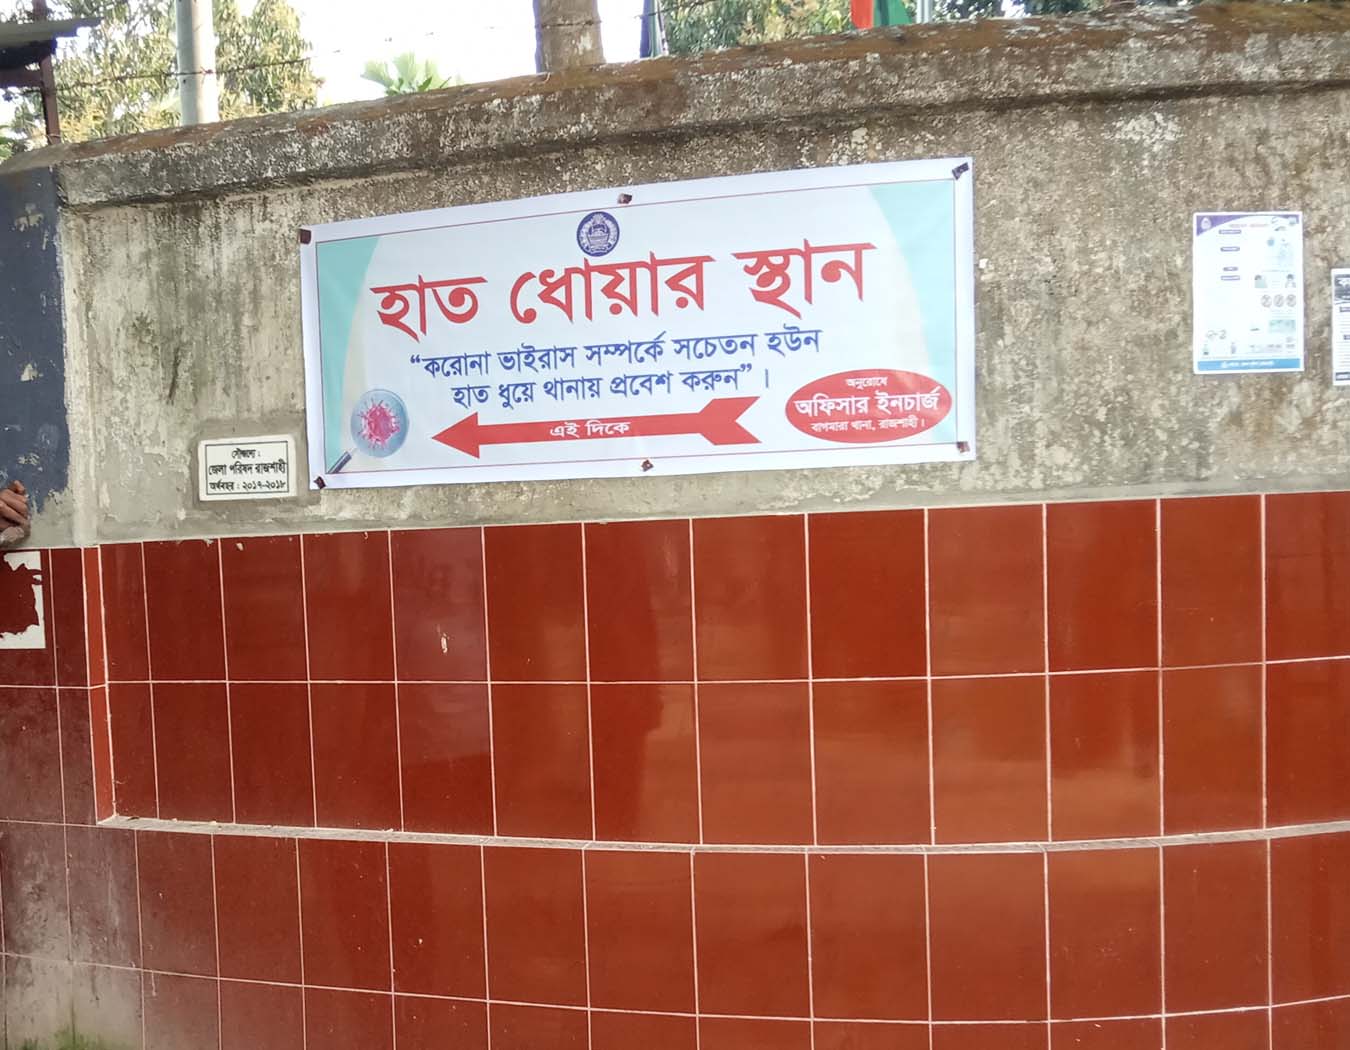 হাত ধোয়ার স্থান
“করোনা ভাইরাস সম্পর্কে সচেতন হউন
হাত ধুয়ে থানায় প্রবেশ করুন”।
এই দিকে
অনুরোধে
অফিসার ইনচার্জ
বাগমারা থানা, রাজশাহী।
সৌজন্যে :
জেলা পরিষদ রাজশাহী
অর্থবছর : ২০১৭-২০১৮